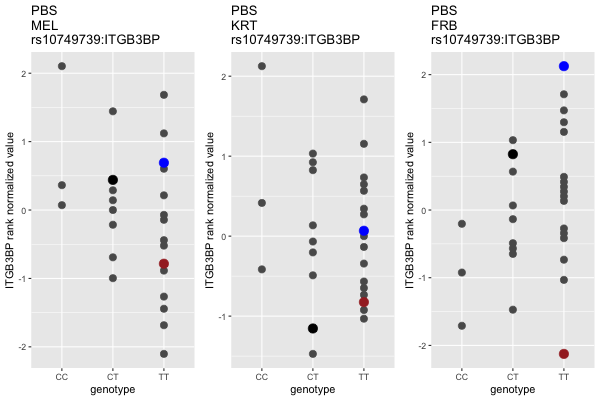 PBS
MEL
rs10749739:ITGB3BP
ITGB3BP rank normalized value
2
1
0
-1
-2
CC CT TT
genotype
PBS
KRT
rs10749739:ITGB3BP
ITGB3BP rank normalized value
2
1
0
-1
CC CT TT
genotype
PBS
FRB
rs10749739:ITGB3BP
ITGB3BP rank normalized value
2
1
0
-1
-2
CC CT TT
genotype